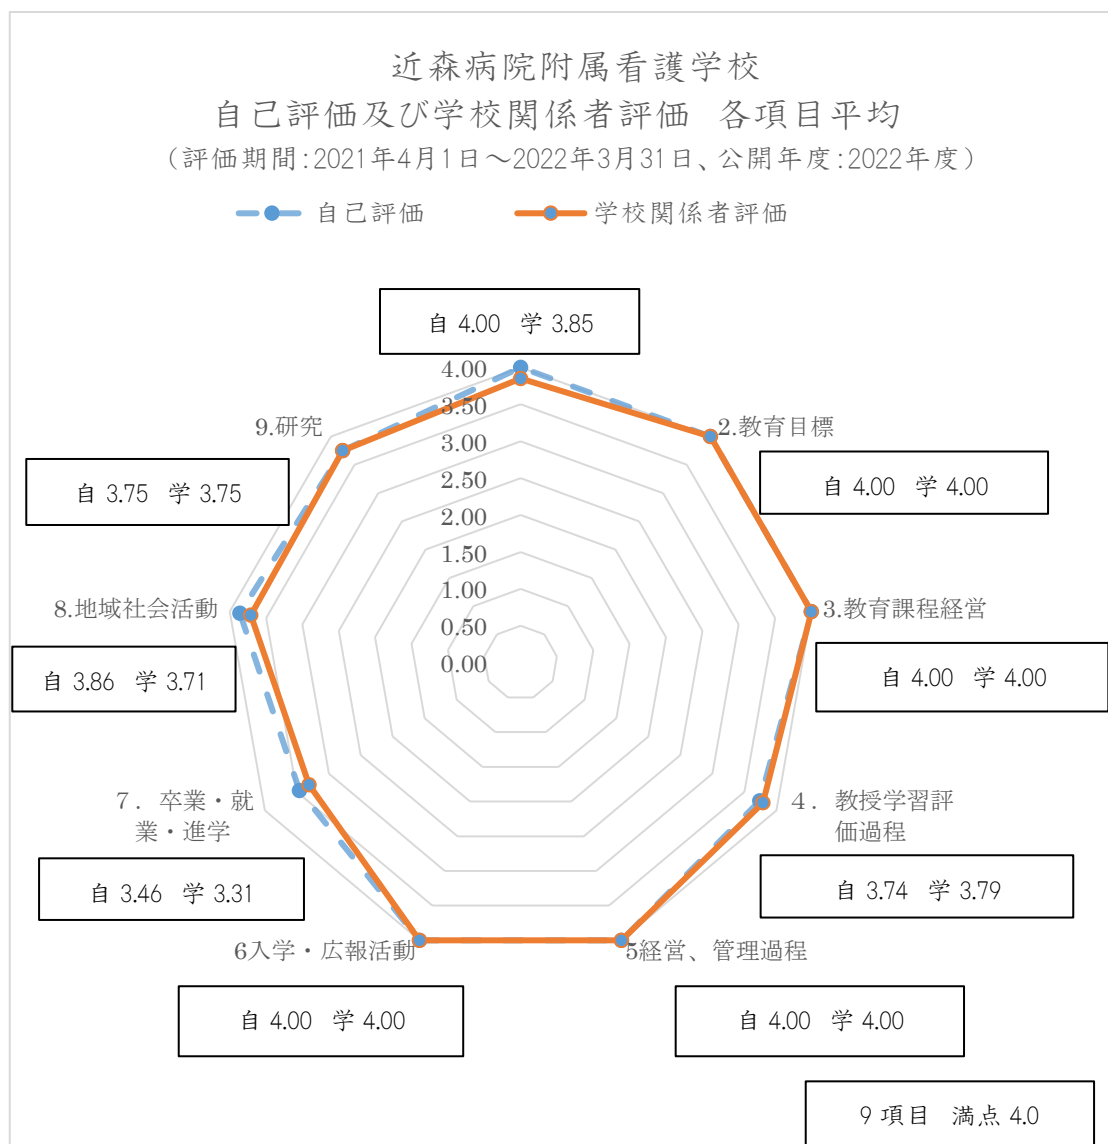 近森病院附属看護学校
自己評価及び学校関係者評価 各項目平均
（評価期間：2021年4月1日～2022年3月31日、公開年度：2022年度）
自己評価 学校関係者評価
自 4.00 学 3.85
4.00
3.50
3.00
2.50
2.00
1.50
1.00
0.50
0.00
2.教育目標
自 4.00 学 4.00
3.教育課程経営
自 4.00 学 4.00
４．教授学習評
価過程
自 3.74 学 3.79
5経営、管理過程
自 4.00 学 4.00
6入学・広報活動
自 4.00 学 4.00
７．卒業・就
業・進学
自 3.46 学 3.31
8.地域社会活動
自 3.86 学 3.71
9.研究
自 3.75 学 3.75
9 項目 満点 4.0